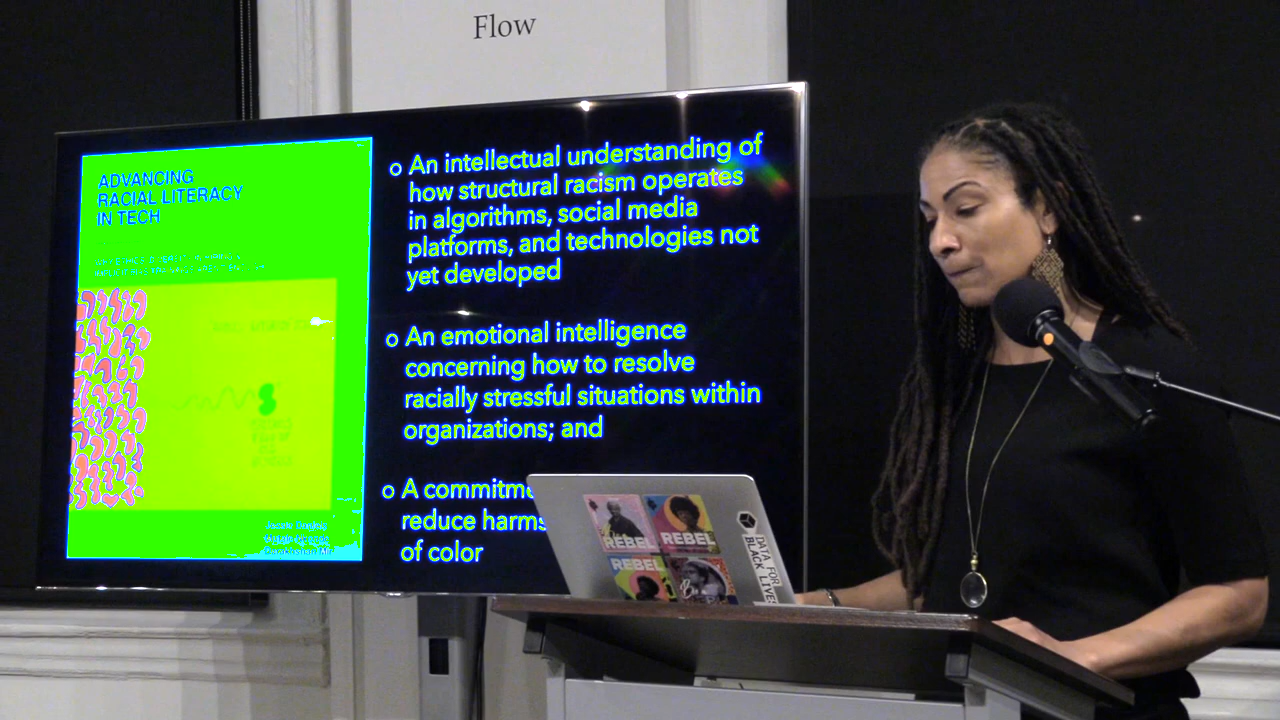 Flow
ADVANCING
RACIAL LITERACY
IN TECH
o An intellectual understanding of
how structural racism operates
in algorithms, social media
platforms, and technologies not
yet developed
o An emotional intelligence
concerning how to resolve
racially stressful situations within
organizations; and
o A commitme
reduce harms
of color
REBEL
REBEL
REBEL
DATA FOR
BLACK LIVES